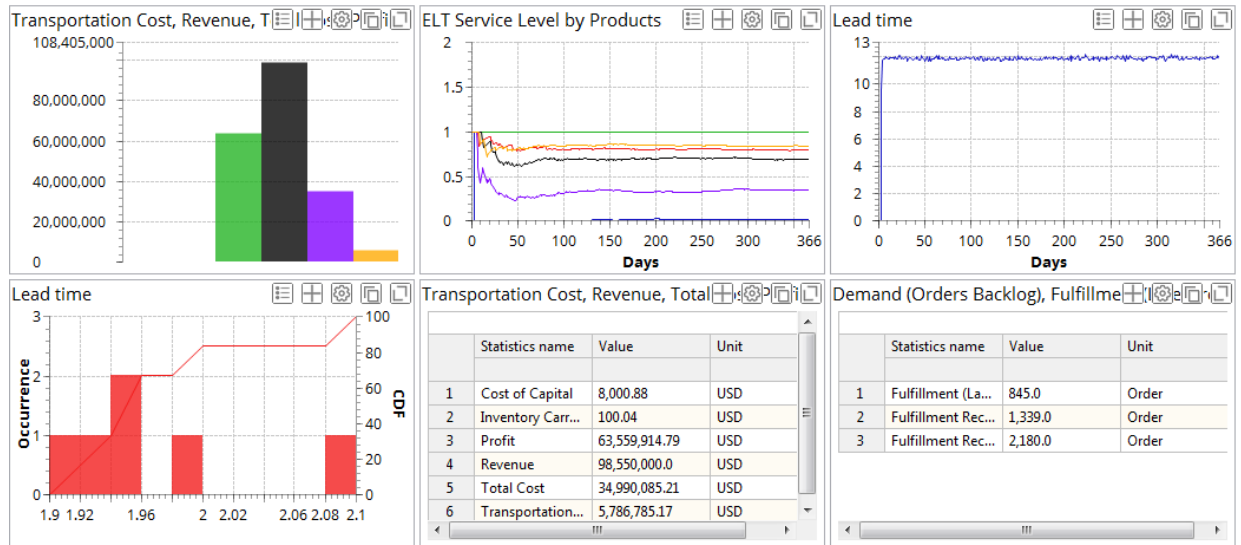 Transportation Cost, Revenue, T
108,405,000
80,000,000
60,000,000
40,000,000
20,000,000
0
ELT Service Level by Products
2
1.5
1
0.5
0
0 50 100 150 200 250 300 366
Days
Lead time
13
10
8
6
4
2
0
0 50 100 150 200 250 300 366
Days
Lead time
3
2
1
0
Occurrence
100
80
60
40
20
0
CDF
1.9 1.92 1.96 2 2.02 2.06 2.08 2.1
Transportation Cost, Revenue, Total
Statistics name Value Unit
1 Cost of Capital 8,000.88 USD
2 Inventory Carr... 100.04 USD
3 Profit 63,559,914.79 USD
4 Revenue 98,550,000.0 USD
5 Total Cost 34,990,085.21 USD
6 Transportation... 5,786,785.17 USD
Demand (Orders Backlog), Fulfillme
Statistics name Value Unit
1 Fulfillment (La... 845.0 Order
2 Fulfillment Rec... 1,339.0 Order
3 Fulfillment Rec... 2,180.0 Order